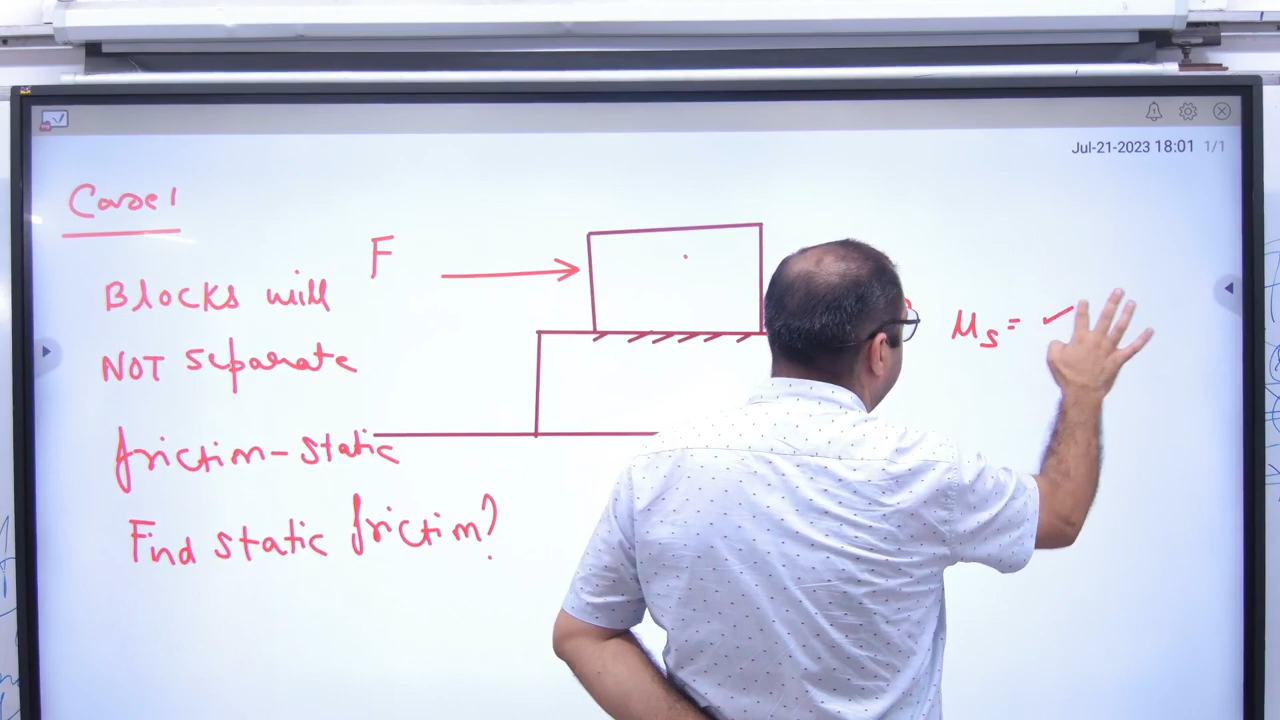 Jul-21-2023 18:01 1/1
Case 1
F
Blocks will
NOT separate
friction-static
Find static friction?
μs = ✓